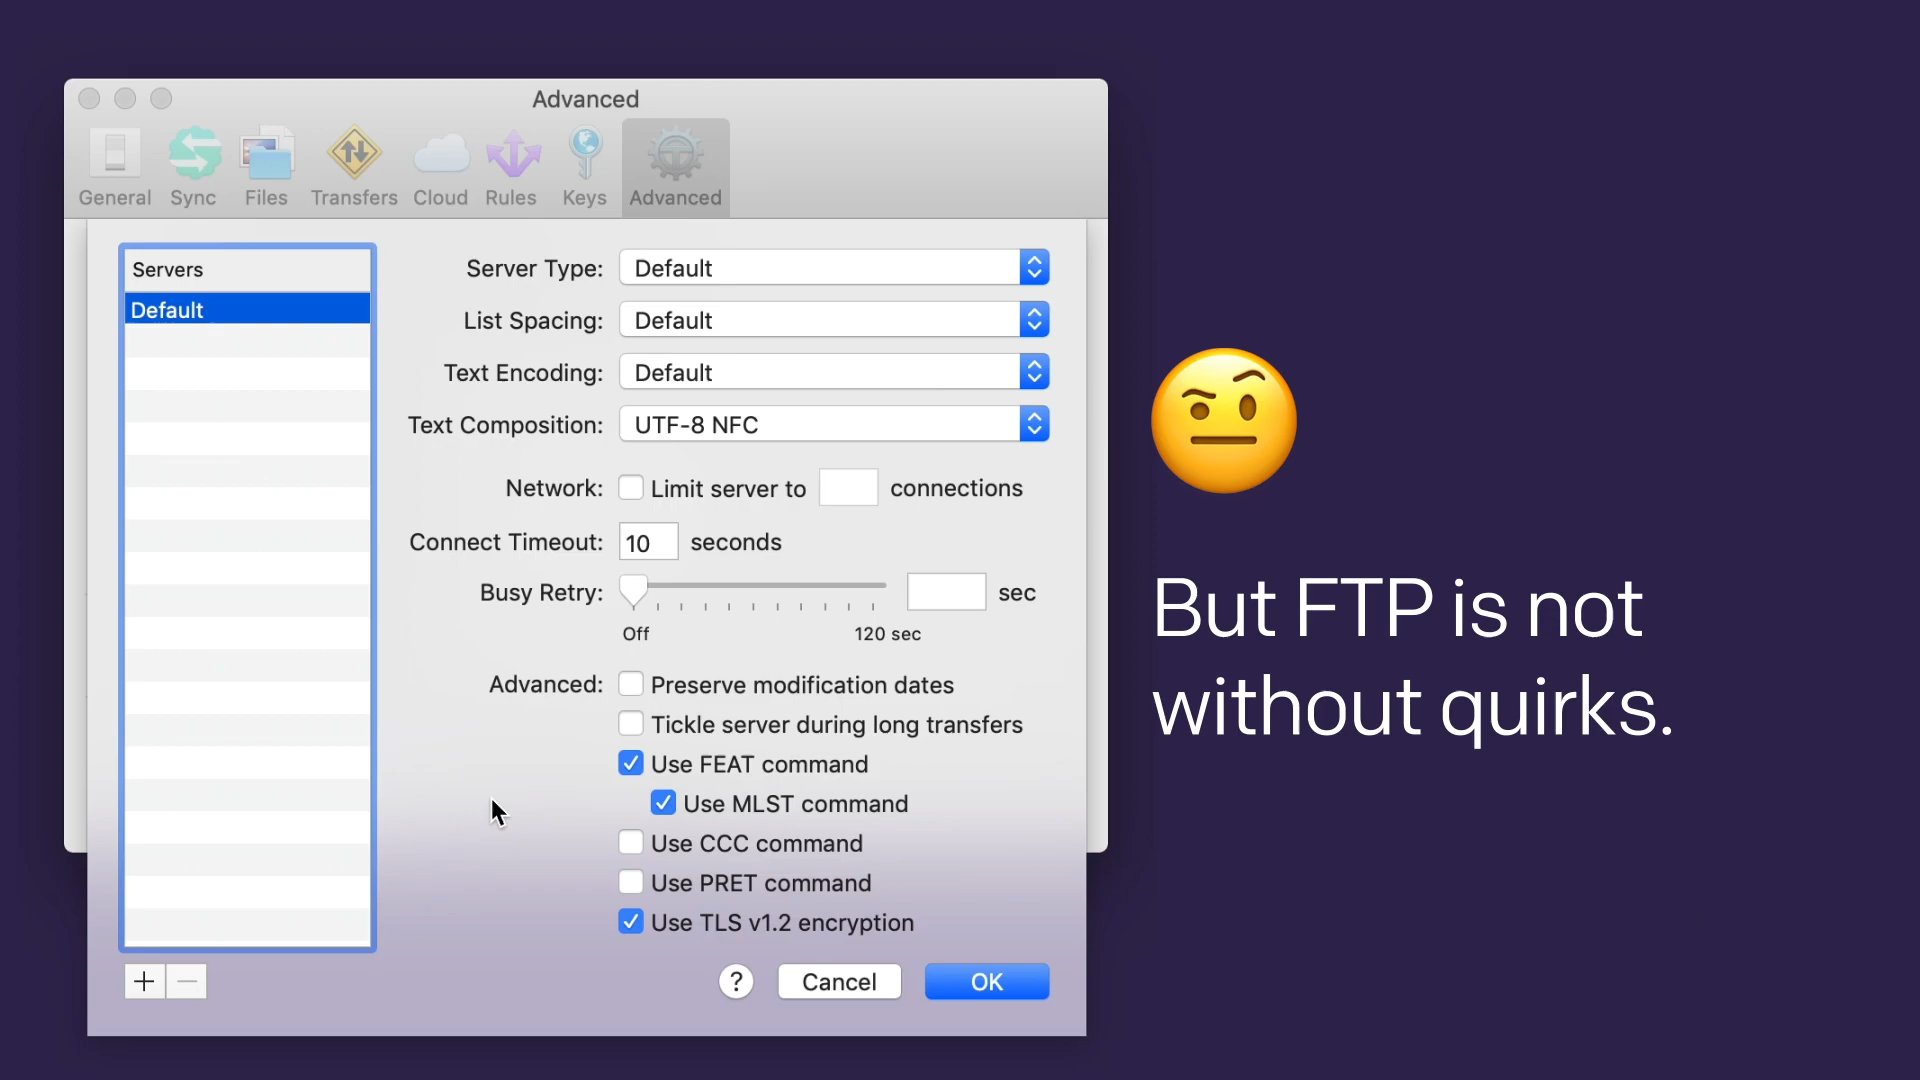 Advanced
General Sync Files Transfers Cloud Rules Keys Advanced
Servers
Default
Server Type: Default
List Spacing: Default
Text Encoding: Default
Text Composition: UTF-8 NFC
Network: Limit server to connections
Connect Timeout: 10 seconds
Busy Retry: sec
Off 120 sec
Advanced: Preserve modification dates
Tickle server during long transfers
Use FEAT command
Use MLST command
Use CCC command
Use PRET command
Use TLS v1.2 encryption
? Cancel OK
But FTP is not
without quirks.